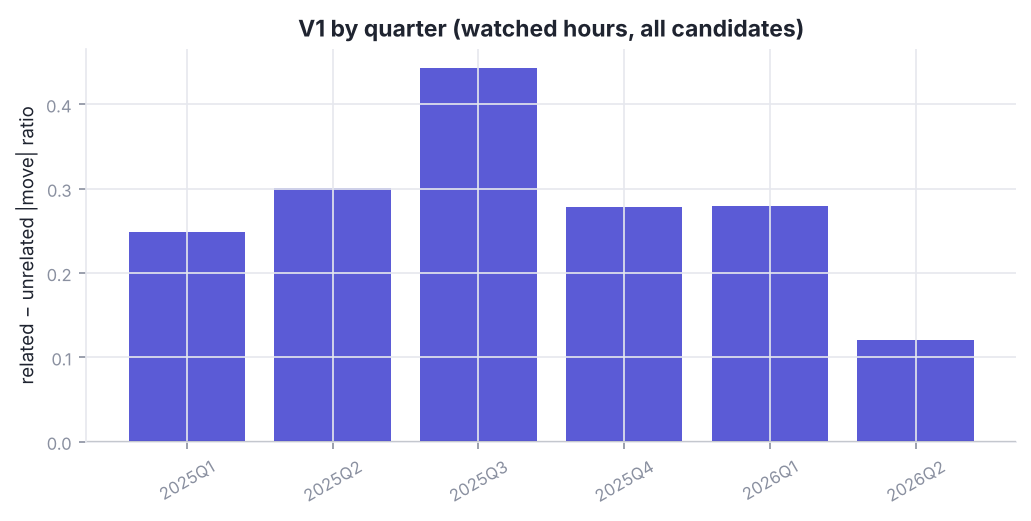 V1 by quarter (watched hours, all candidates)
related − unrelated |move| ratio
0.4
0.3
0.2
0.1
0.0
2025Q1
2025Q2
2025Q3
2025Q4
2026Q1
2026Q2